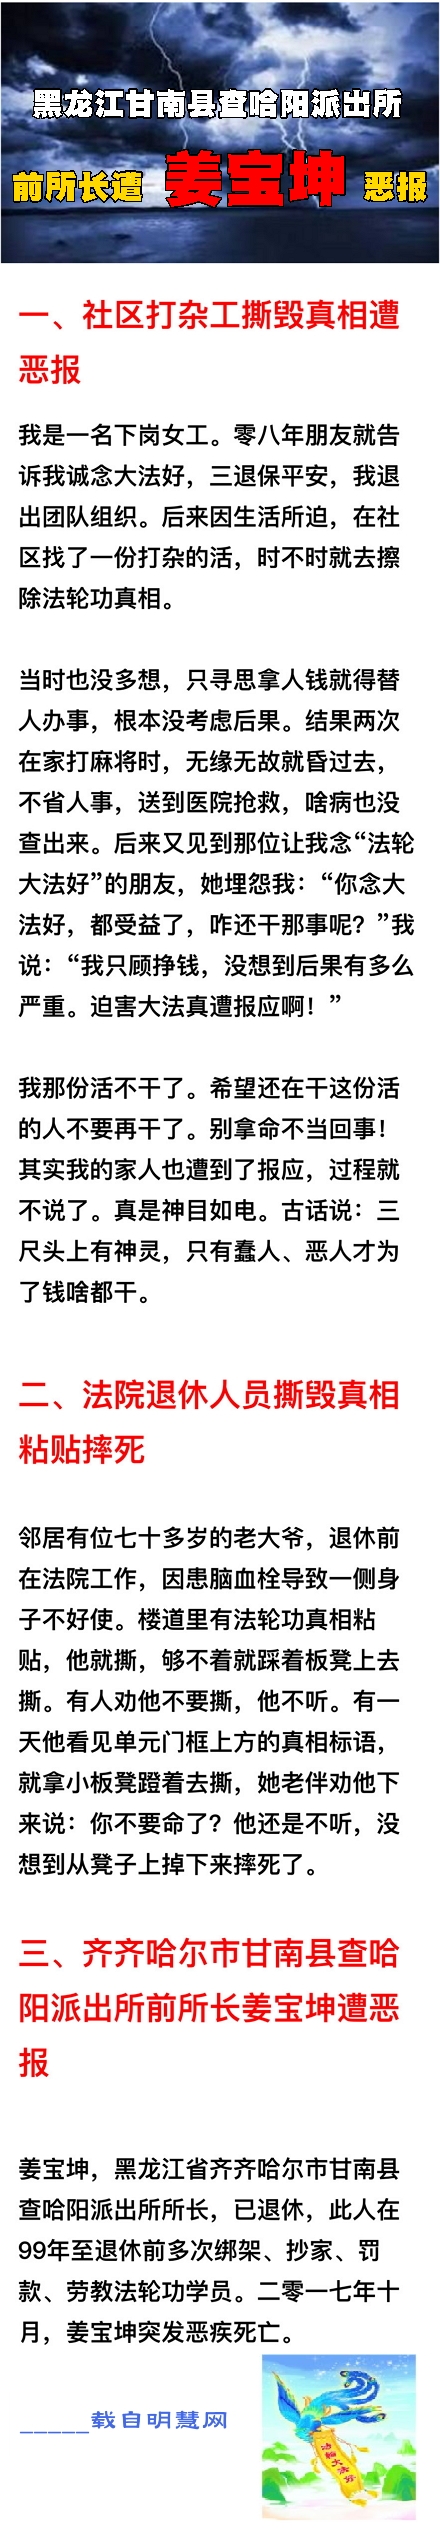 黑龙江甘南县查哈阳派出所
前所长遭 姜宝坤 恶报
一、社区打杂工撕毁真相遭
恶报
我是一名下岗女工。零八年朋友就告
诉我诚念大法好，三退保平安，我退
出团队组织。后来因生活所迫，在社
区找了一份打杂的活，时不时就去擦
除法轮功真相。
当时也没多想，只寻思拿人钱就得替
人办事，根本没考虑后果。结果两次
在家打麻将时，无缘无故就昏过去，
不省人事，送到医院抢救，啥病也没
查出来。后来又见到那位让我念“法轮
大法好”的朋友，她埋怨我：“你念大
法好，都受益了，咋还干那事呢？”我
说：“我只顾挣钱，没想到后果有多么
严重。迫害大法真遭报应啊！”
我那份活不干了。希望还在干这份活
的人不要再干了。别拿命不当回事！
其实我的家人也遭到了报应，过程就
不说了。真是神目如电。古话说：三
尺头上有神灵，只有蠢人、恶人才为
了钱啥都干。
二、法院退休人员撕毁真相
粘贴摔死
邻居有位七十多岁的老大爷，退休前
在法院工作，因患脑血栓导致一侧身
子不好使。楼道里有法轮功真相粘
贴，他就撕，够不着就踩着板凳上去
撕。有人劝他不要撕，他不听。有一
天他看见单元门框上方的真相标语，
就拿小板凳蹬着去撕，她老伴劝他下
来说：你不要命了？他还是不听，没
想到从凳子上掉下来摔死了。
三、齐齐哈尔市甘南县查哈
阳派出所前所长姜宝坤遭恶
报
姜宝坤，黑龙江省齐齐哈尔市甘南县
查哈阳派出所所长，已退休，此人在
99年至退休前多次绑架、抄家、罚
款、劳教法轮功学员。二零一七年十
月，姜宝坤突发恶疾死亡。
_____载自明慧网
法轮大法好